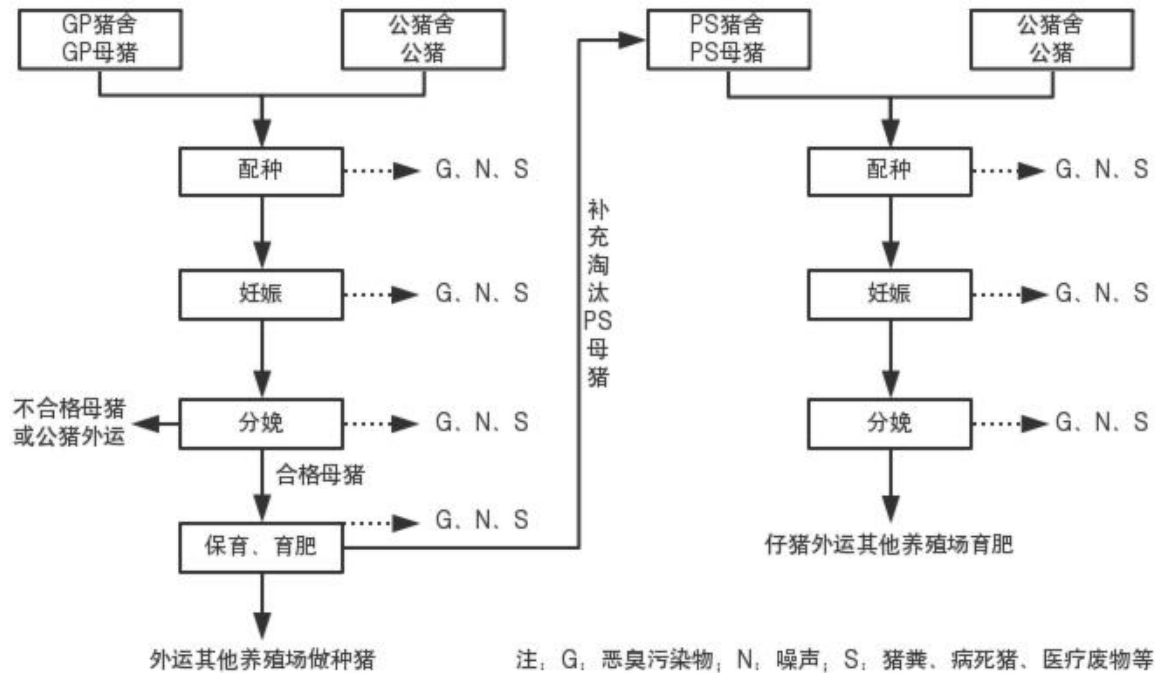 GP猪舍
GP母猪
公猪舍
公猪
配种
G、N、S
妊娠
G、N、S
不合格母猪
或公猪外运
分娩
G、N、S
合格母猪
保育、育肥
G、N、S
外运其他养殖场做种猪
补充淘汰PS母猪
PS猪舍
PS母猪
公猪舍
公猪
配种
G、N、S
妊娠
G、N、S
分娩
G、N、S
仔猪外运其他养殖场育肥
注：G：恶臭污染物；N：噪声；S：猪粪、病死猪、医疗废物等